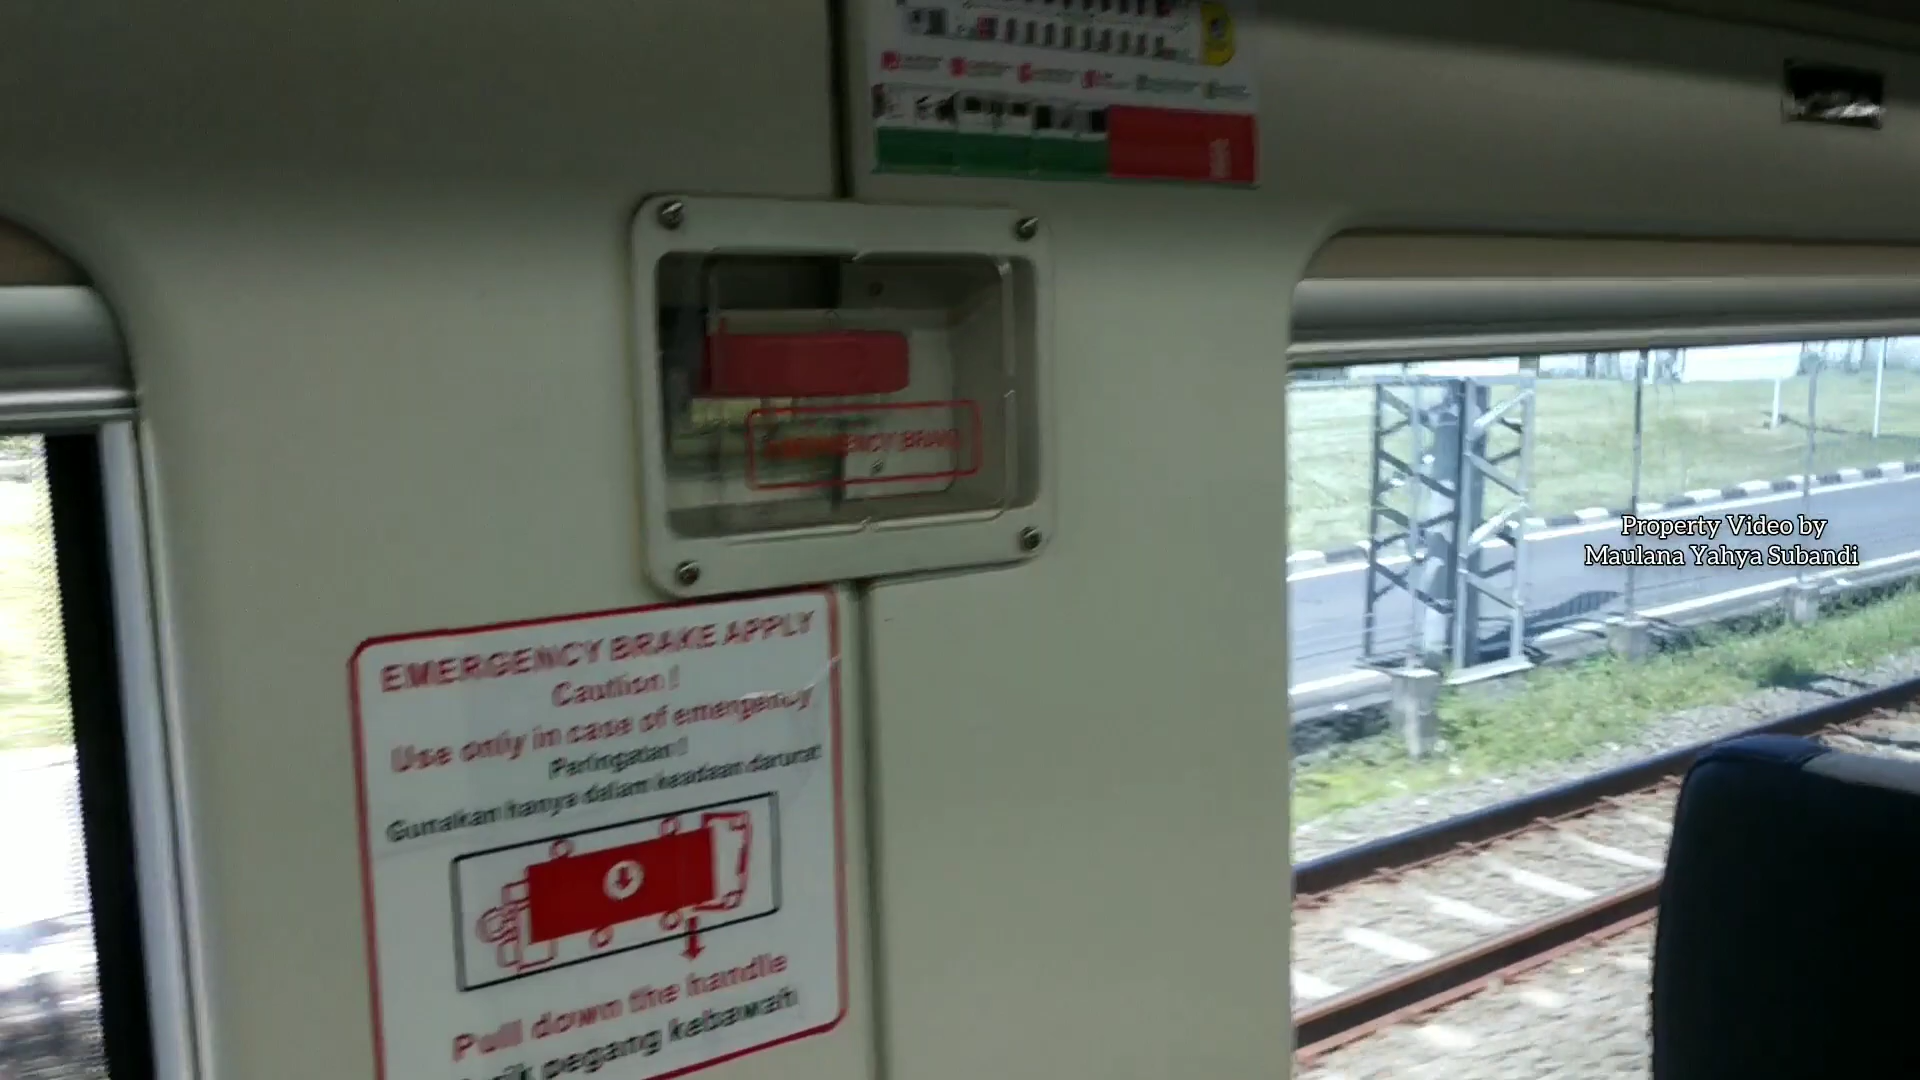 EMERGENCY BRAKE
EMERGENCY BRAKE APPLY
Caution !
Use only in case of emergency
Peringatan !
Gunakan hanya dalam keadaan darurat
Pull down the handle
pegang kebawah
Property Video by
Maulana Yahya Subandi